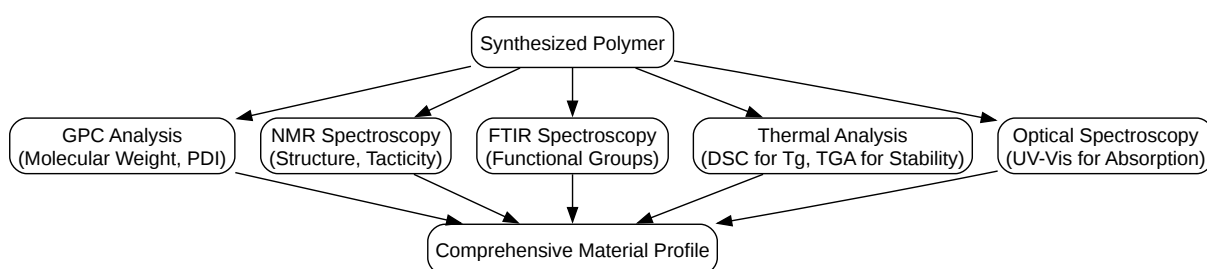 Synthesized Polymer
GPC Analysis
(Molecular Weight, PDI)
NMR Spectroscopy
(Structure, Tacticity)
FTIR Spectroscopy
(Functional Groups)
Thermal Analysis
(DSC for Tg, TGA for Stability)
Optical Spectroscopy
(UV-Vis for Absorption)
Comprehensive Material Profile